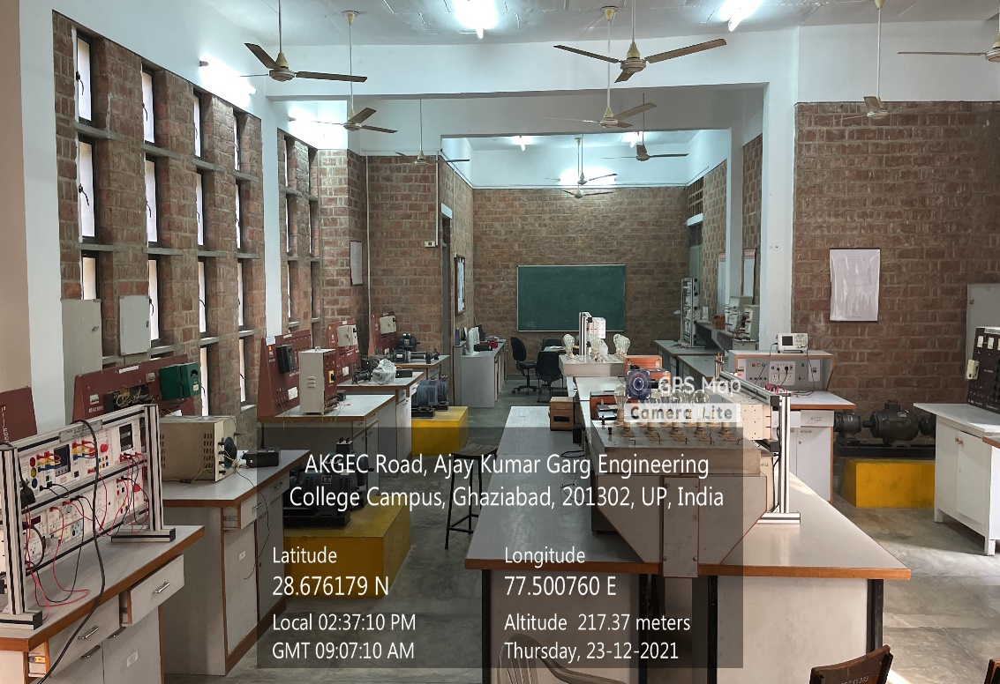 GPS Map
Camera Lite
AKGEC Road, Ajay Kumar Garg Engineering
College Campus, Ghaziabad, 201302, UP, India
Latitude
28.676179 N
Longitude
77.500760 E
Local 02:37:10 PM
GMT 09:07:10 AM
Altitude 217.37 meters
Thursday, 23-12-2021